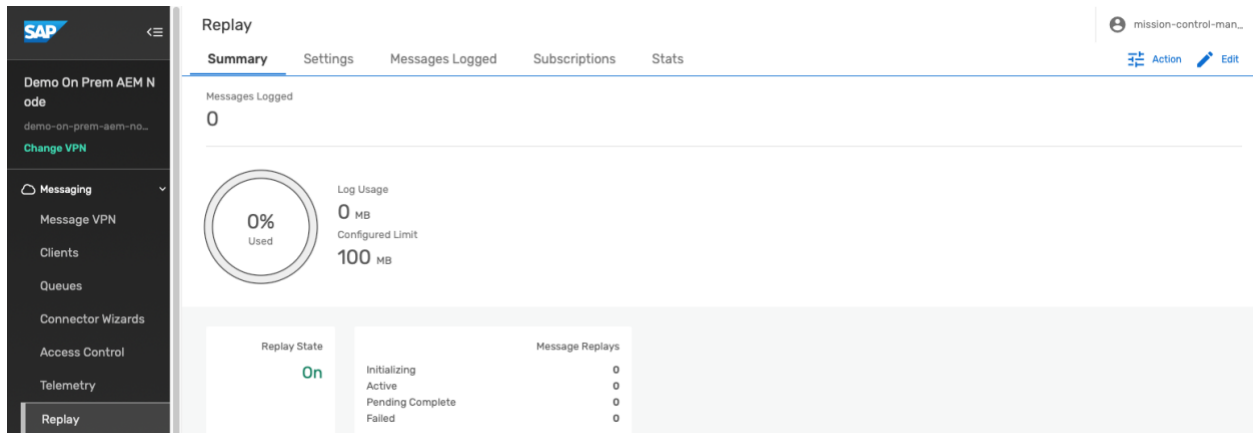 SAP
Demo On Prem AEM N
ode
demo-on-prem-aem-no...
Change VPN
Messaging
Message VPN
Clients
Queues
Connector Wizards
Access Control
Telemetry
Replay
Replay
mission-control-man...
Summary Settings Messages Logged Subscriptions Stats
Action Edit
Messages Logged
0
0%
Used
Log Usage
0 MB
Configured Limit
100 MB
Replay State
On
Message Replays
Initializing 0
Active 0
Pending Complete 0
Failed 0